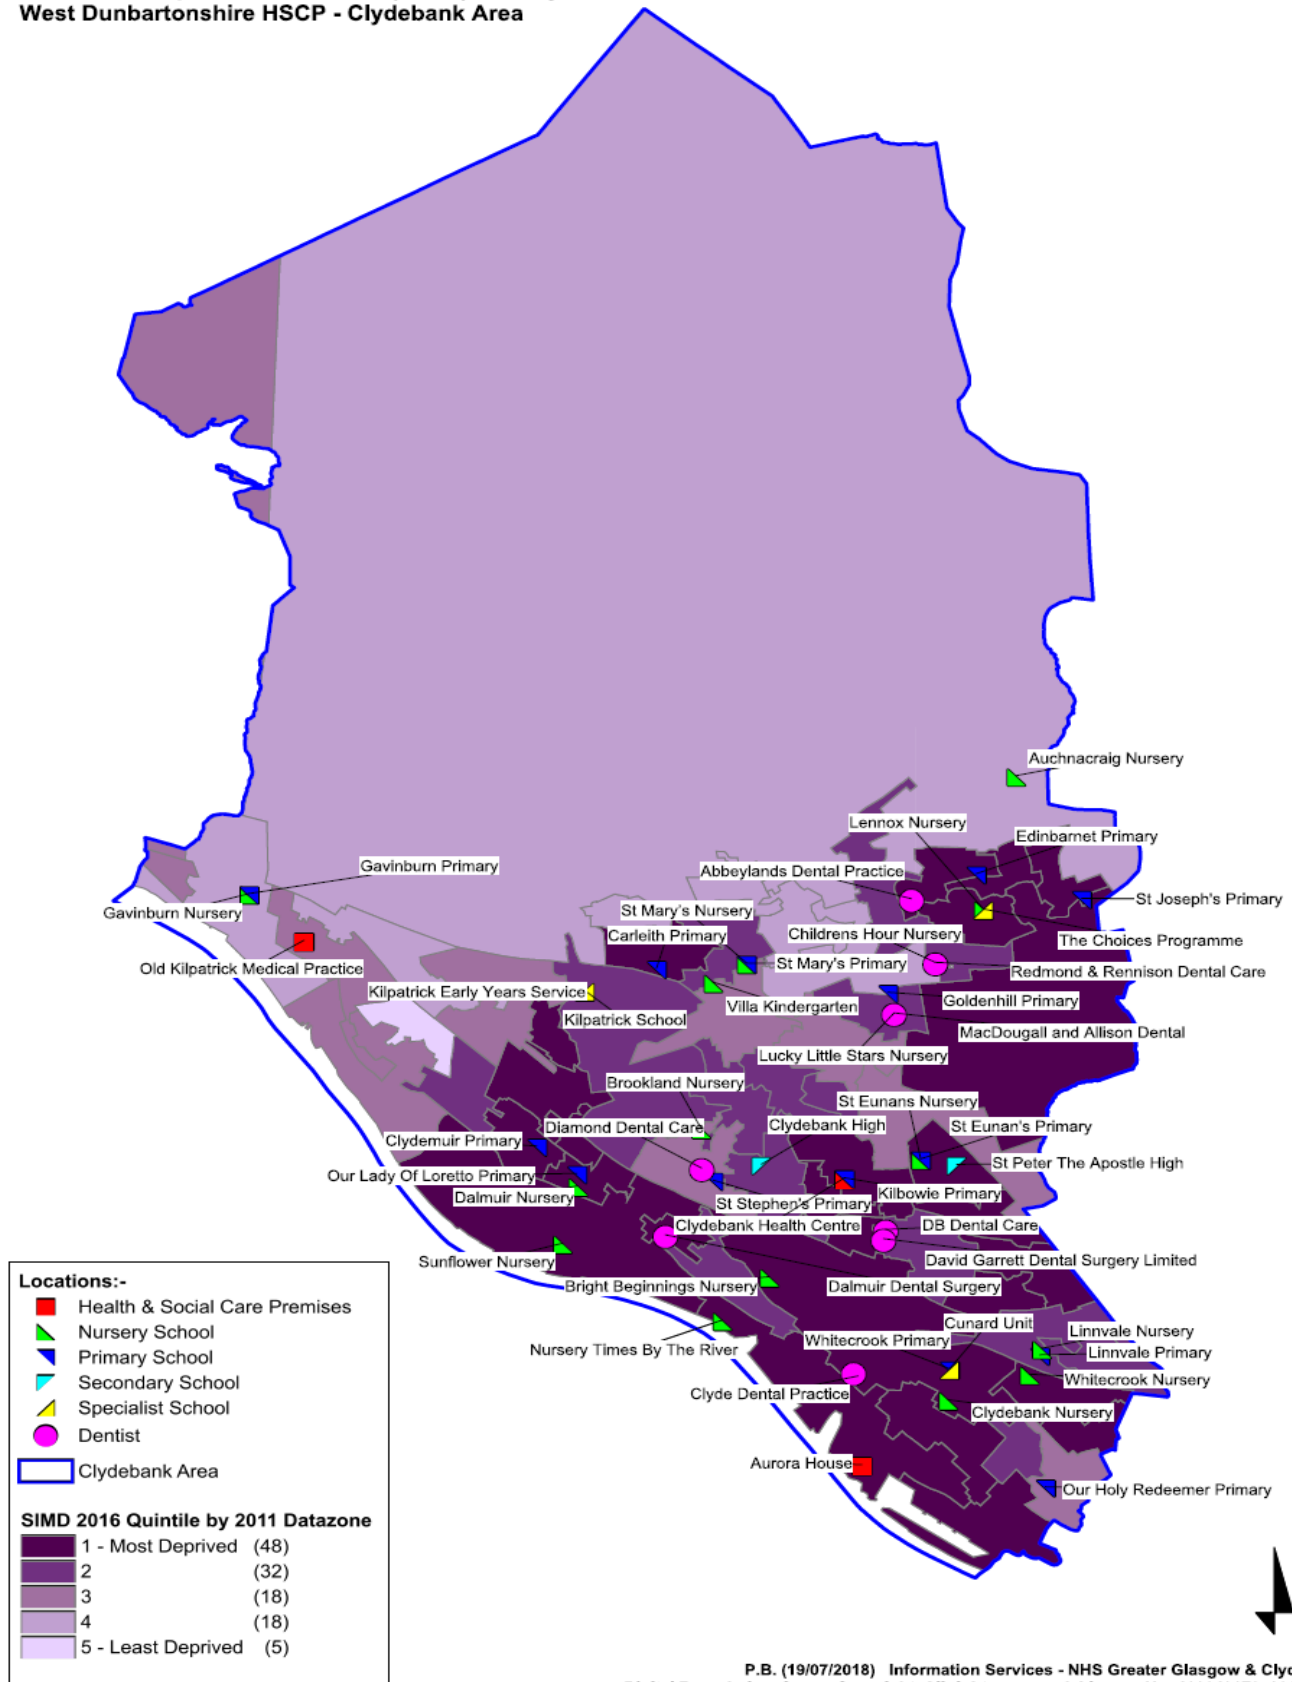 West Dunbartonshire HSCP - Clydebank Area
Auchnacraig Nursery
Lennox Nursery
Edinbarnet Primary
Gavinburn Primary
Abbeylands Dental Practice
St Joseph's Primary
Gavinburn Nursery
St Mary's Nursery
Carleith Primary
Childrens Hour Nursery
The Choices Programme
Old Kilpatrick Medical Practice
St Mary's Primary
Redmond & Rennison Dental Care
Kilpatrick Early Years Service
Villa Kindergarten
Goldenhill Primary
Kilpatrick School
MacDougall and Allison Dental
Lucky Little Stars Nursery
Brookland Nursery
St Eunans Nursery
Diamond Dental Care
Clydebank High
St Eunan's Primary
Clydemuir Primary
St Peter The Apostle High
Our Lady Of Loretto Primary
Dalmuir Nursery
St Stephen's Primary
Kilbowie Primary
Clydebank Health Centre
DB Dental Care
Sunflower Nursery
David Garrett Dental Surgery Limited
Bright Beginnings Nursery
Dalmuir Dental Surgery
Cunard Unit
Nursery Times By The River
Whitecrook Primary
Linnvale Nursery
Linnvale Primary
Whitecrook Nursery
Clyde Dental Practice
Clydebank Nursery
Aurora House
Our Holy Redeemer Primary
Locations:-
Health & Social Care Premises
Nursery School
Primary School
Secondary School
Specialist School
Dentist
Clydebank Area
SIMD 2016 Quintile by 2011 Datazone
1 - Most Deprived (48)
2 (32)
3 (18)
4 (18)
5 - Least Deprived (5)
P.B. (19/07/2018) Information Services - NHS Greater Glasgow & Clyd